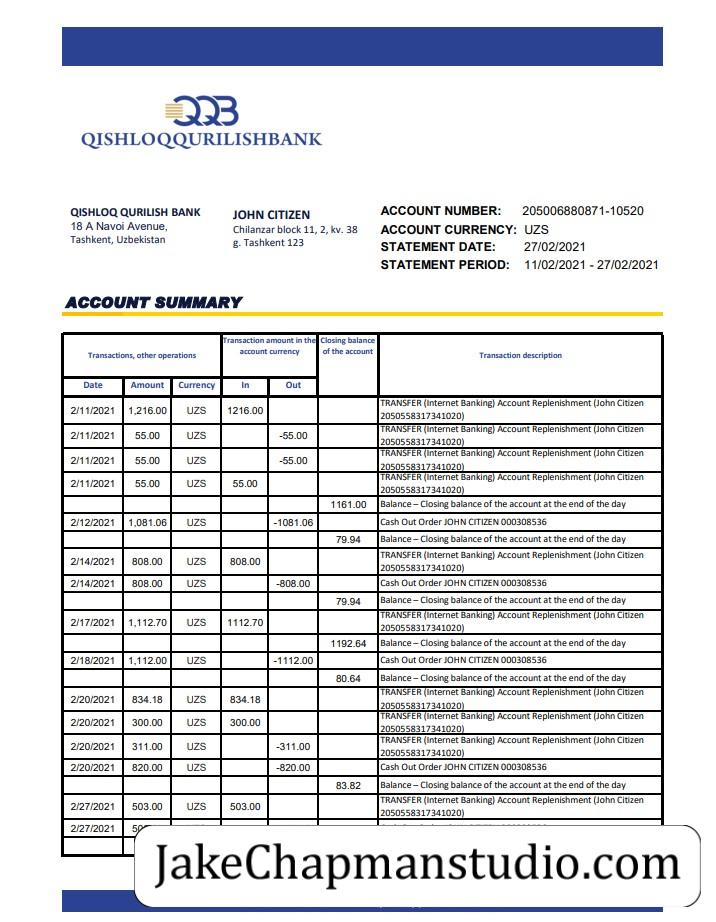 QQB
QISHLOQQURILISHBANK
QISHLOQ QURILISH BANK
18 A Navoi Avenue,
Tashkent, Uzbekistan
JOHN CITIZEN
Chilanzar block 11, 2, kv. 38
g. Tashkent 123
ACCOUNT NUMBER: 205006880871-10520
ACCOUNT CURRENCY: UZS
STATEMENT DATE: 27/02/2021
STATEMENT PERIOD: 11/02/2021 - 27/02/2021
ACCOUNT SUMMARY
Transactions, other operations
Transaction amount in the
account currency
Closing balance
of the account
Transaction description
Date Amount Currency In Out
2/11/2021 1,216.00 UZS 1216.00 TRANSFER (Internet Banking) Account Replenishment (John Citizen
2050558317341020)
2/11/2021 55.00 UZS -55.00 TRANSFER (Internet Banking) Account Replenishment (John Citizen
2050558317341020)
2/11/2021 55.00 UZS -55.00 TRANSFER (Internet Banking) Account Replenishment (John Citizen
2050558317341020)
2/11/2021 55.00 UZS 55.00 TRANSFER (Internet Banking) Account Replenishment (John Citizen
2050558317341020)
1161.00 Balance – Closing balance of the account at the end of the day
2/12/2021 1,081.06 UZS -1081.06 Cash Out Order JOHN CITIZEN 000308536
79.94 Balance – Closing balance of the account at the end of the day
2/14/2021 808.00 UZS 808.00 TRANSFER (Internet Banking) Account Replenishment (John Citizen
2050558317341020)
2/14/2021 808.00 UZS -808.00 Cash Out Order JOHN CITIZEN 000308536
79.94 Balance – Closing balance of the account at the end of the day
2/17/2021 1,112.70 UZS 1112.70 TRANSFER (Internet Banking) Account Replenishment (John Citizen
2050558317341020)
1192.64 Balance – Closing balance of the account at the end of the day
2/18/2021 1,112.00 UZS -1112.00 Cash Out Order JOHN CITIZEN 000308536
80.64 Balance – Closing balance of the account at the end of the day
2/20/2021 834.18 UZS 834.18 TRANSFER (Internet Banking) Account Replenishment (John Citizen
2050558317341020)
2/20/2021 300.00 UZS 300.00 TRANSFER (Internet Banking) Account Replenishment (John Citizen
2050558317341020)
2/20/2021 311.00 UZS -311.00 TRANSFER (Internet Banking) Account Replenishment (John Citizen
2050558317341020)
2/20/2021 820.00 UZS -820.00 Cash Out Order JOHN CITIZEN 000308536
83.82 Balance – Closing balance of the account at the end of the day
2/27/2021 503.00 UZS 503.00 TRANSFER (Internet Banking) Account Replenishment (John Citizen
2050558317341020)
2/27/2021
JakeChapmanstudio.com